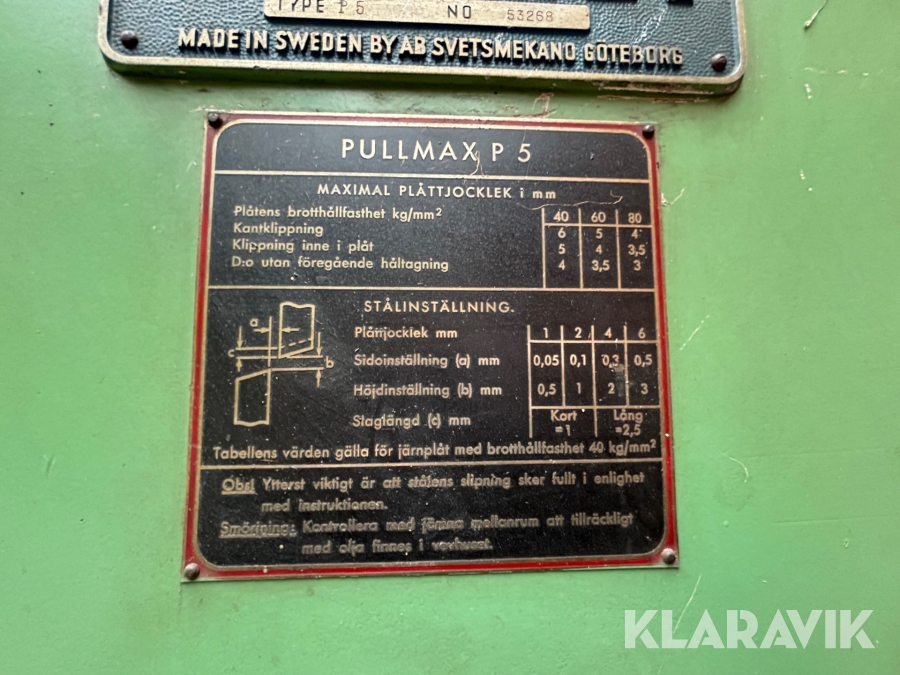 TYPE P 5 NO 53268
MADE IN SWEDEN BY AB SVETSMEKANO GÖTEBORG
PULLMAX P 5
MAXIMAL PLÅTTJOCKLEK i mm
Plåtens brotthållfasthet kg/mm² 40 60 80
Kantklippning 6 5 4
Klippning inne i plåt 5 4 3,5
D:o utan föregående håltagning 4 3,5 3
STÅLINSTÄLLNING.
Plåttjocklek mm 1 2 4 6
a
Sidoinställning (a) mm 0,05 0,1 0,3 0,5
c
b
Höjdinställning (b) mm 0,5 1 2 3
Slaglängd (c) mm Kort =1 Lång =2,5
Tabellens värden gälla för järnplåt med brotthållfasthet 40 kg/mm²
Obs! Ytterst viktigt är att stålens slipning sker fullt i enlighet
med instruktionen.
Smörjning: Kontrollera med jämna mellanrum att tillräckligt
med olja finnes i vevhuset.
KLARAVIK